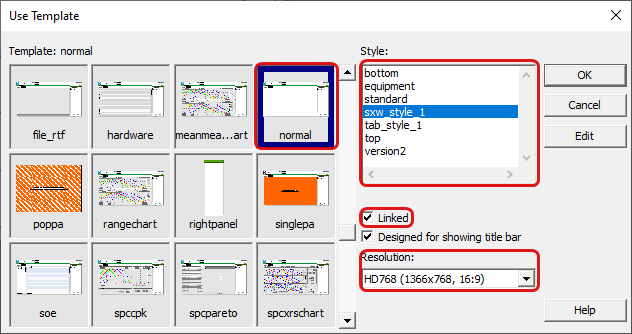 Use Template
Template: normal
file_rtf
hardware
meanmea...art
normal
poppa
rangechart
rightpanel
singlepa
soe
spccpk
spcpareto
spcxrschart
Style:
bottom
equipment
standard
sxw_style_1
tab_style_1
top
version2
Linked
Designed for showing title bar
Resolution:
HD768 (1366x768, 16:9)
OK
Cancel
Edit
Help